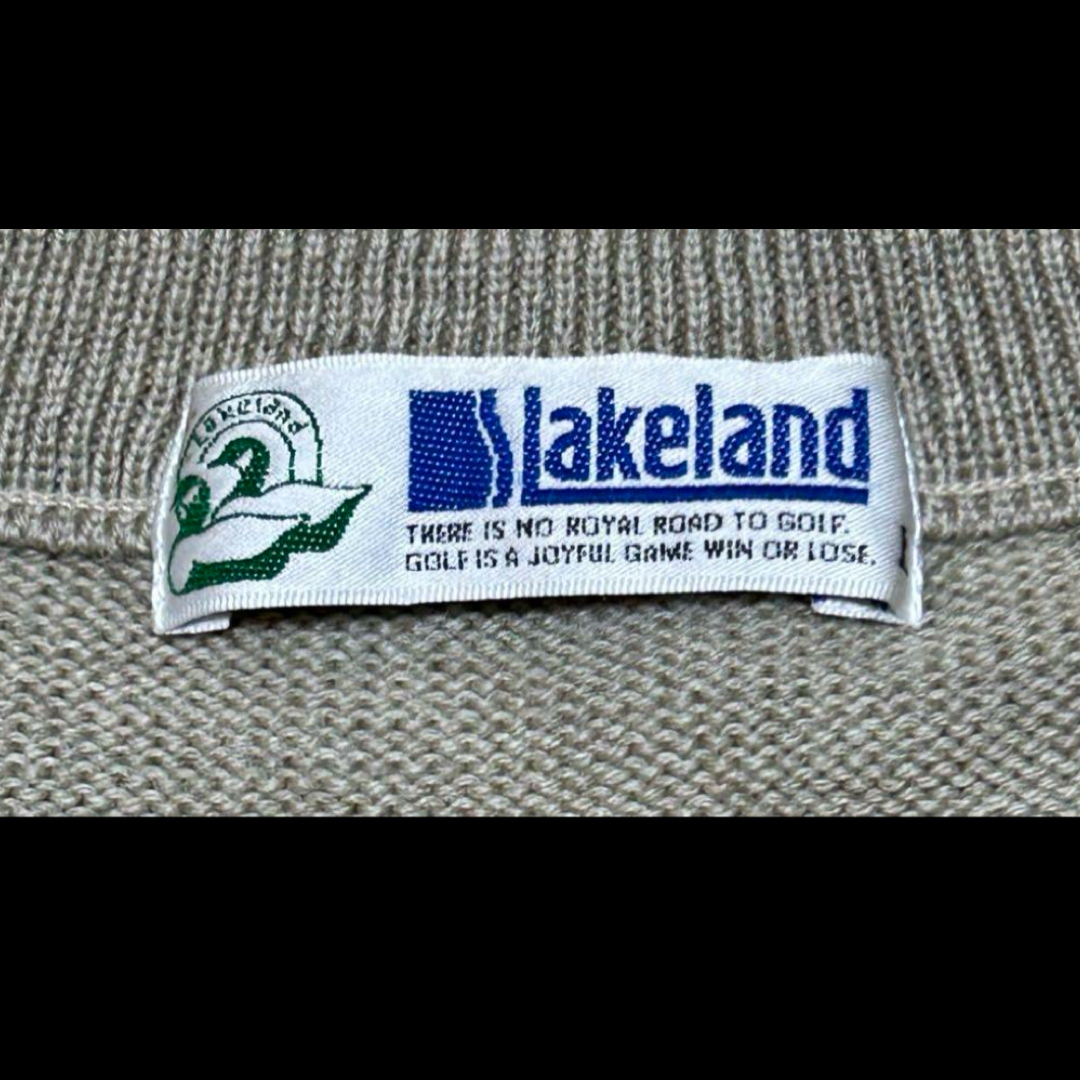 Lakeland
Lakeland
THERE IS NO ROYAL ROAD TO GOLF.
GOLF IS A JOYFUL GAME WIN OR LOSE.